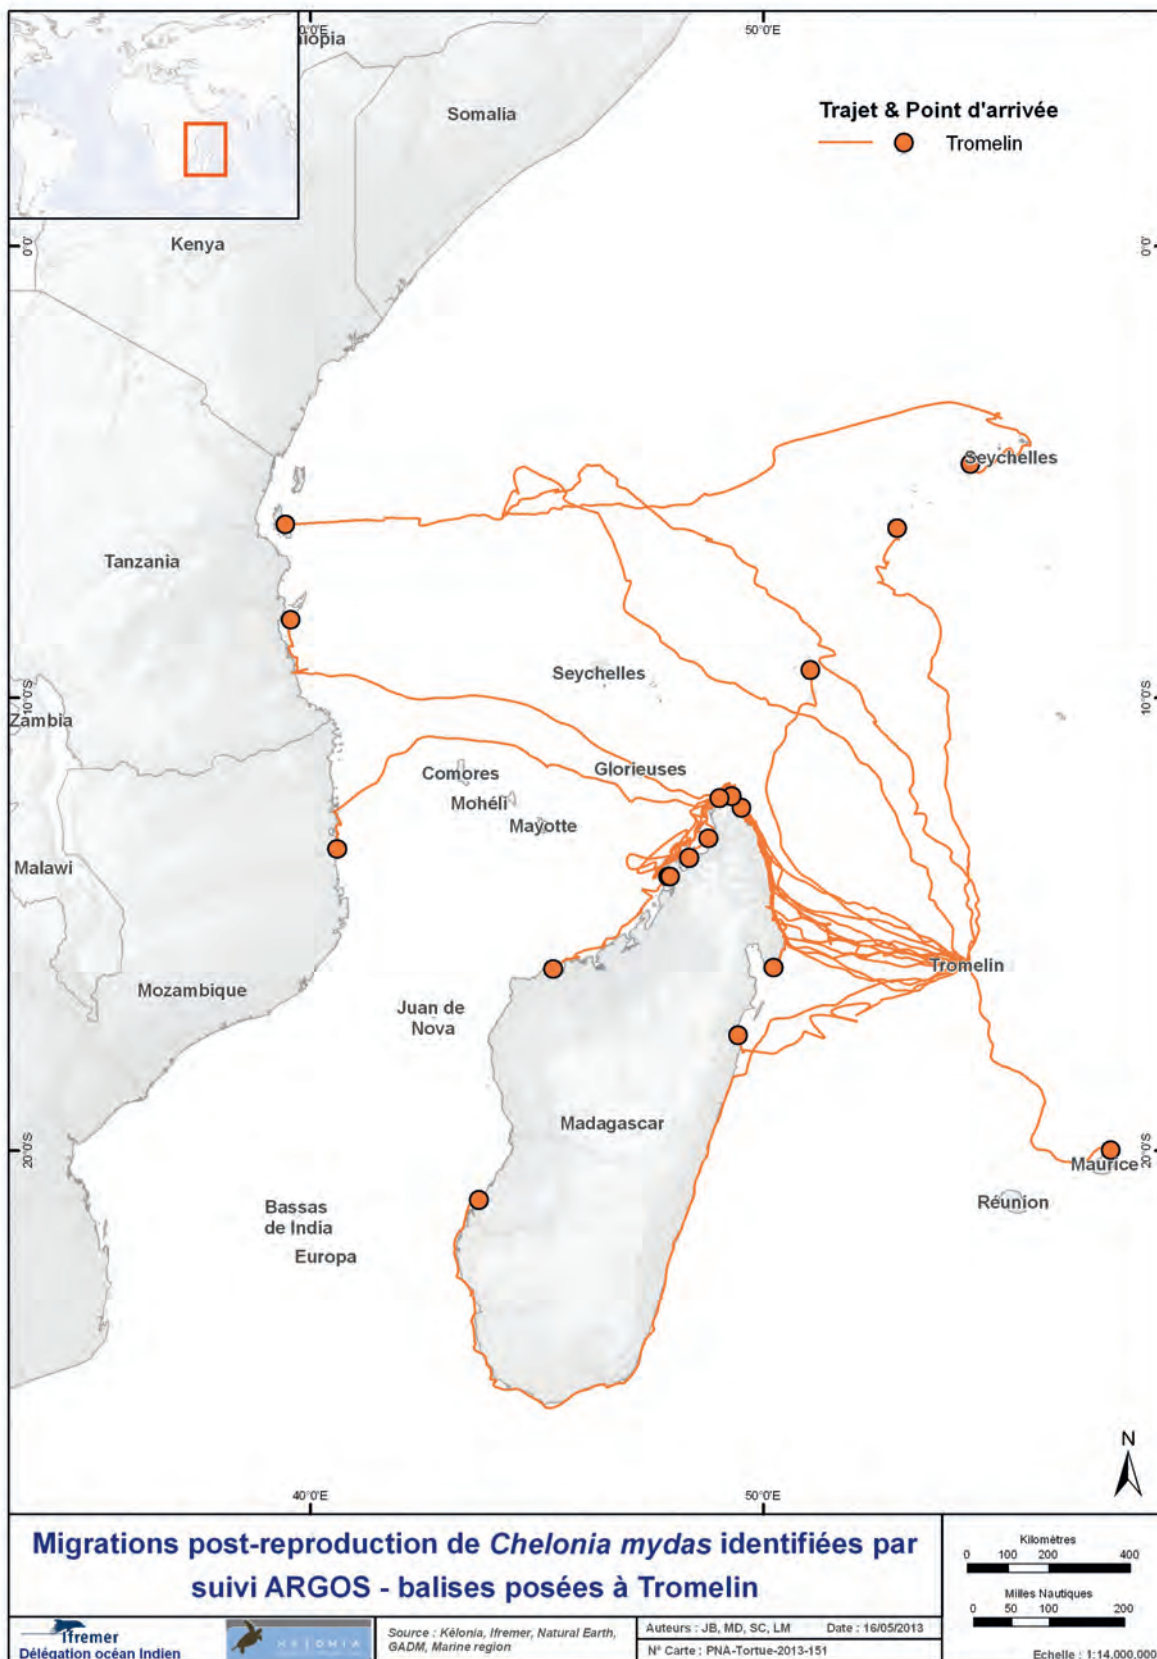 40°0'E
50°0'E
Ethiopia
Somalia
Trajet & Point d'arrivée
Tromelin
Kenya
0°0'
0°0'
Seychelles
Tanzania
Seychelles
10°0'S
10°0'S
Zambia
Comores
Glorieuses
Mohéli
Mayotte
Malawi
Tromelin
Mozambique
Juan de
Nova
Madagascar
20°0'S
20°0'S
Maurice
Réunion
Bassas
de India
Europa
N
40°0'E
50°0'E
Migrations post-reproduction de Chelonia mydas identifiées par
suivi ARGOS - balises posées à Tromelin
Kilomètres
0 100 200 400
Milles Nautiques
0 50 100 200
Echelle : 1:14.000.000
Ifremer
Délégation océan Indien
KELONIA
Source : Kélonia, Ifremer, Natural Earth,
GADM, Marine region
Auteurs : JB, MD, SC, LM Date : 16/05/2013
N° Carte : PNA-Tortue-2013-151